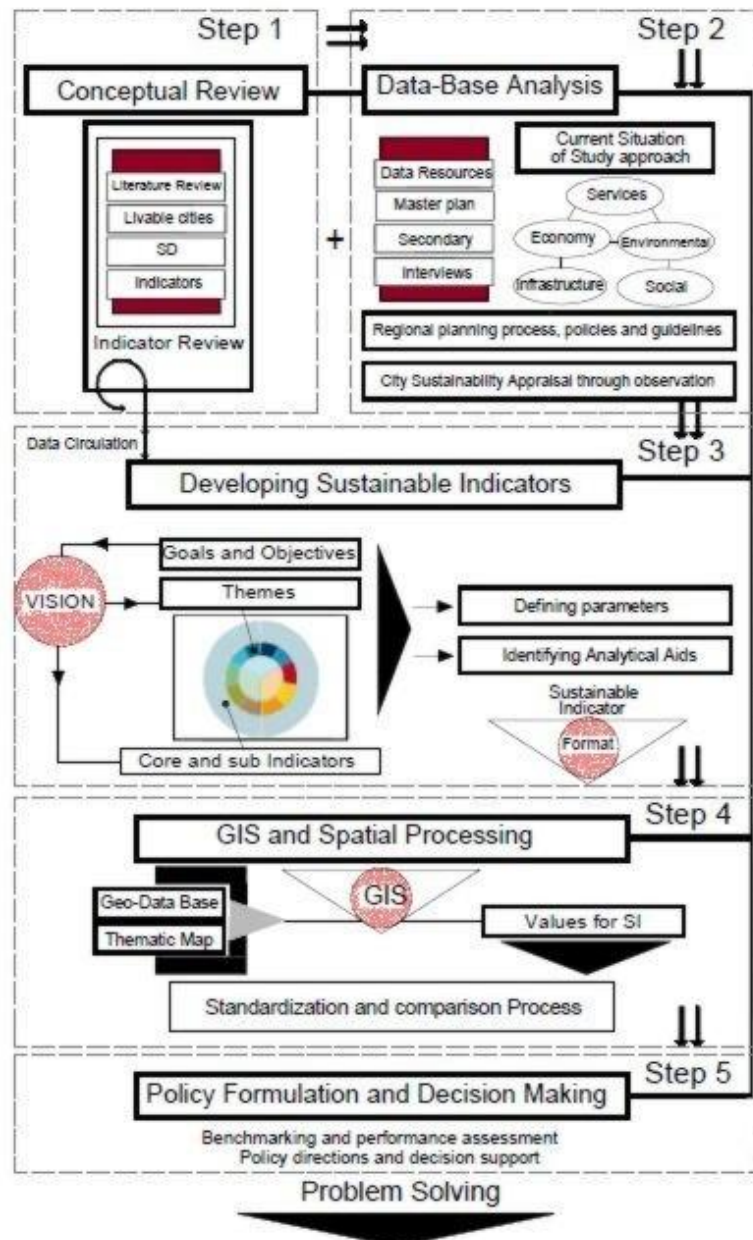 Step 1
Conceptual Review
Literature Review
Livable cities
SD
Indicators
Indicator Review
+
Step 2
Data-Base Analysis
Data Resources
Master plan
Secondary
Interviews
Current Situation
of Study approach
Services
Economy
Environmental
Infrastructure
Social
Regional planning process, policies and guidelines
City Sustainability Appraisal through observation
Data Circulation
Step 3
Developing Sustainable Indicators
VISION
Goals and Objectives
Themes
Core and sub Indicators
Defining parameters
Identifying Analytical Aids
Sustainable
Indicator
Format
Step 4
GIS and Spatial Processing
Geo-Data Base
Thematic Map
GIS
Values for SI
Standardization and comparison Process
Step 5
Policy Formulation and Decision Making
Benchmarking and performance assessment
Policy directions and decision support
Problem Solving